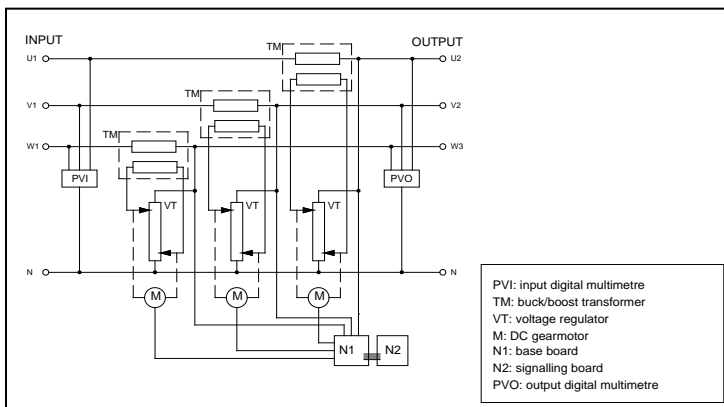 INPUT
OUTPUT
TM
U1
U2
TM
V1
V2
TM
W1
W3
PVI
PVO
VT
VT
VT
N
N
M
M
M
N1
N2
PVI: input digital multimetre
TM: buck/boost transformer
VT: voltage regulator
M: DC gearmotor
N1: base board
N2: signalling board
PVO: output digital multimetre